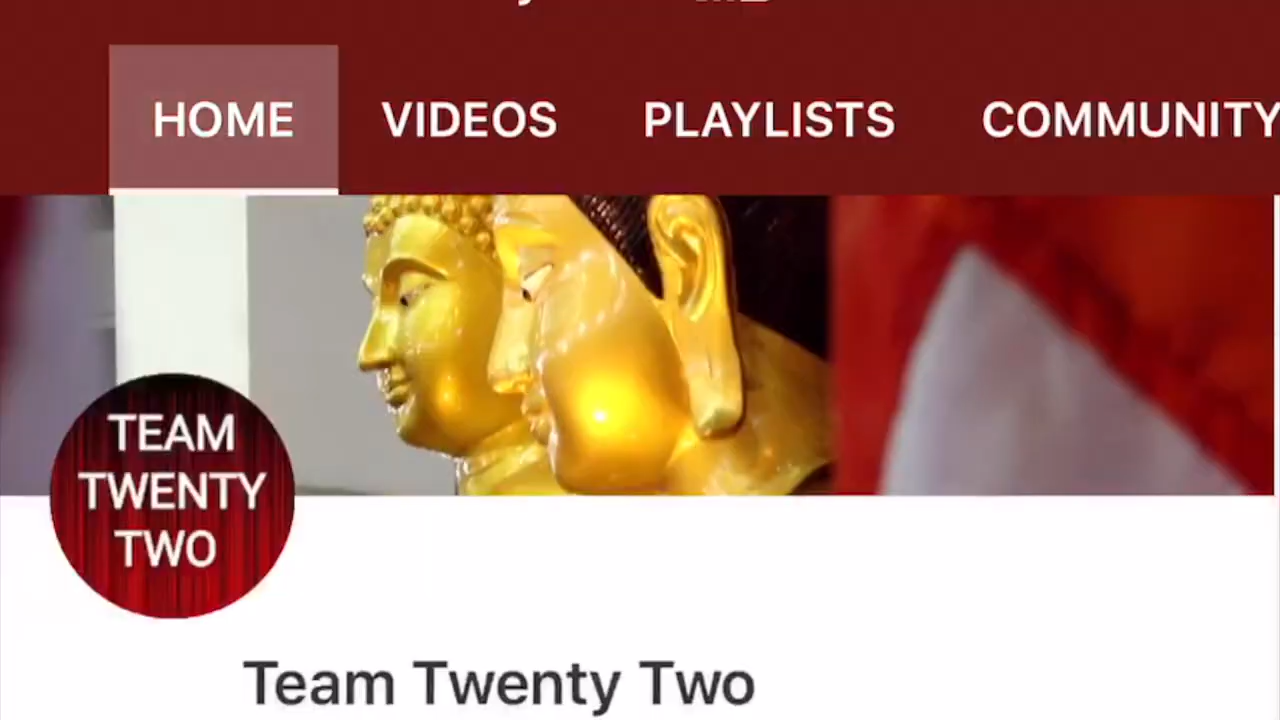 HOME VIDEOS PLAYLISTS COMMUNITY
TEAM
TWENTY
TWO
Team Twenty Two